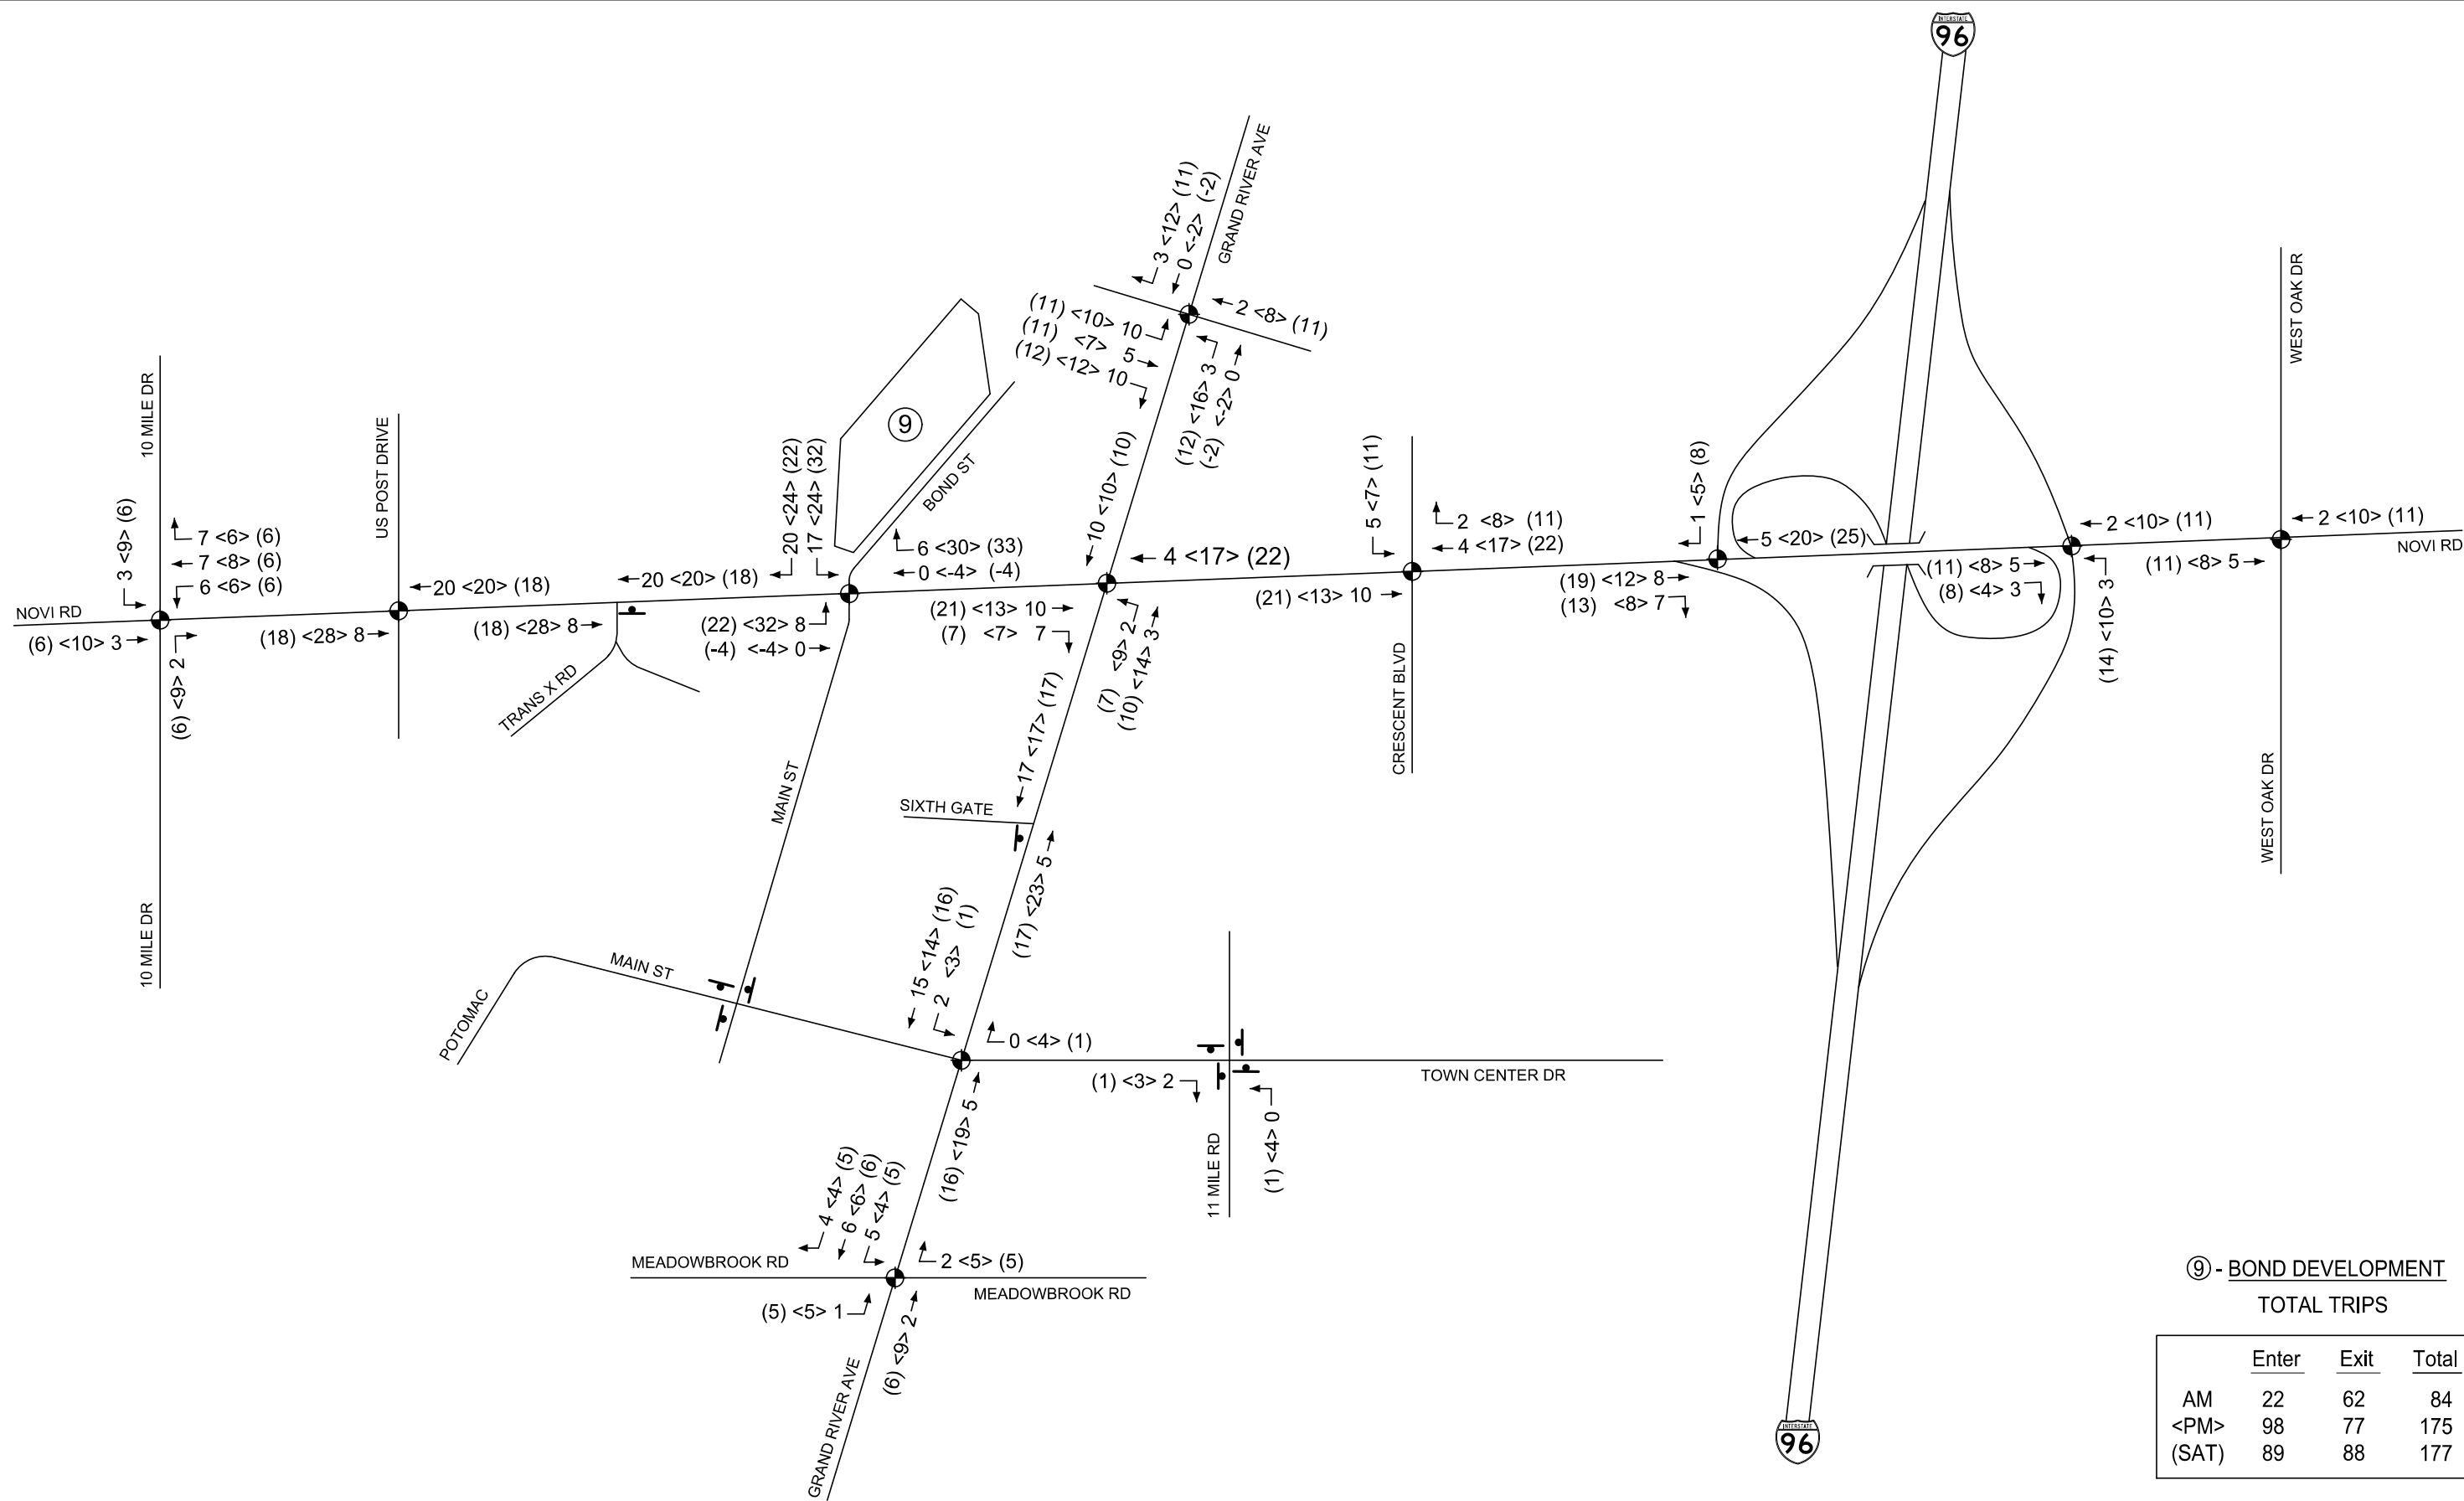 INTERSTATE
96
GRAND RIVER AVE
3 <12> (11)
0 <-2> (-2)
2 <8> (11)
(11) <10> 10
(11) <7> 5
(12) <12> 10
(12) <16> 3
(-2) <-2> 0
WEST OAK DR
10 MILE DR
US POST DRIVE
9
BOND ST
20 <24> (22)
17 <24> (32)
10 <10> (10)
5 <7> (11)
1 <5> (8)
3 <9> (6)
7 <6> (6)
7 <8> (6)
6 <6> (6)
20 <20> (18)
20 <20> (18)
6 <30> (33)
0 <-4> (-4)
4 <17> (22)
2 <8> (11)
4 <17> (22)
5 <20> (25)
2 <10> (11)
2 <10> (11)
NOVI RD
NOVI RD
(6) <10> 3
(6) <9> 2
(18) <28> 8
(18) <28> 8
(22) <32> 8
(-4) <-4> 0
(21) <13> 10
(7) <7> 7
(7) <9> 2
(10) <14> 3
(21) <13> 10
(19) <12> 8
(13) <8> 7
(11) <8> 5
(8) <4> 3
(14) <10> 3
(11) <8> 5
TRANS X RD
MAIN ST
17 <17> (17)
CRESCENT BLVD
SIXTH GATE
(17) <23> 5
WEST OAK DR
10 MILE DR
POTOMAC
MAIN ST
15 <14> (16)
2 <3> (1)
0 <4> (1)
(1) <3> 2
TOWN CENTER DR
11 MILE RD
(1) <4> 0
(16) <19> 5
4 <4> (5)
6 <6> (6)
5 <4> (5)
MEADOWBROOK RD
2 <5> (5)
MEADOWBROOK RD
(5) <5> 1
(6) <9> 2
GRAND RIVER AVE
INTERSTATE
96
9 - BOND DEVELOPMENT
TOTAL TRIPS
Enter Exit Total
AM 22 62 84
<PM> 98 77 175
(SAT) 89 88 177